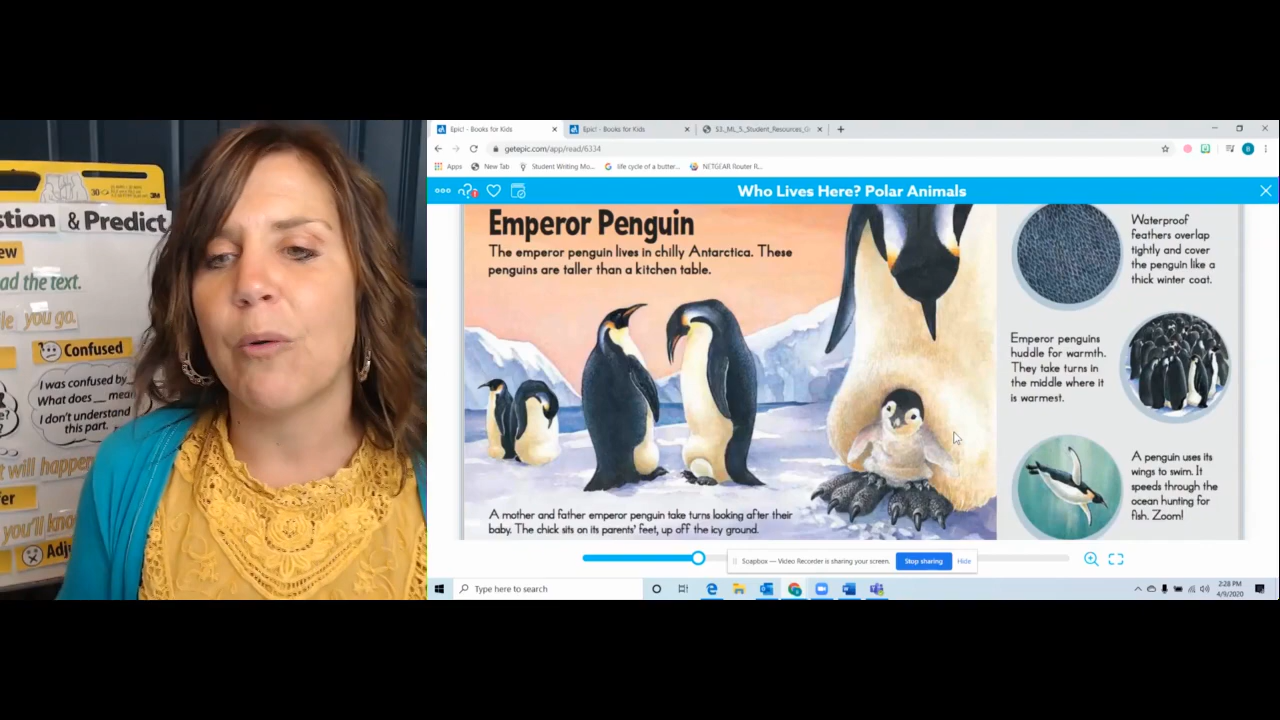 stion & Predict
ew
ad the text.
ile you go.
Confused
I was confused by
What does __ mean
I don't understand
this part.
t will happen
fer
you'll kno
Adju
Epic! - Books for Kids
Epic! - Books for Kids
S3._ML_5._Student_Resources_G
getepic.com/app/read/6334
Apps
New Tab
Student Writing Mo...
life cycle of a butter...
NETGEAR Router R...
Who Lives Here? Polar Animals
Emperor Penguin
The emperor penguin lives in chilly Antarctica. These
penguins are taller than a kitchen table.
A mother and father emperor penguin take turns looking after their
baby. The chick sits on its parents' feet, up off the icy ground.
Waterproof
feathers overlap
tightly and cover
the penguin like a
thick winter coat.
Emperor penguins
huddle for warmth.
They take turns in
the middle where it
is warmest.
A penguin uses its
wings to swim. It
speeds through the
ocean hunting for
fish. Zoom!
Soapbox — Video Recorder is sharing your screen.
Stop sharing
Hide
Type here to search
2:28 PM
4/9/2020